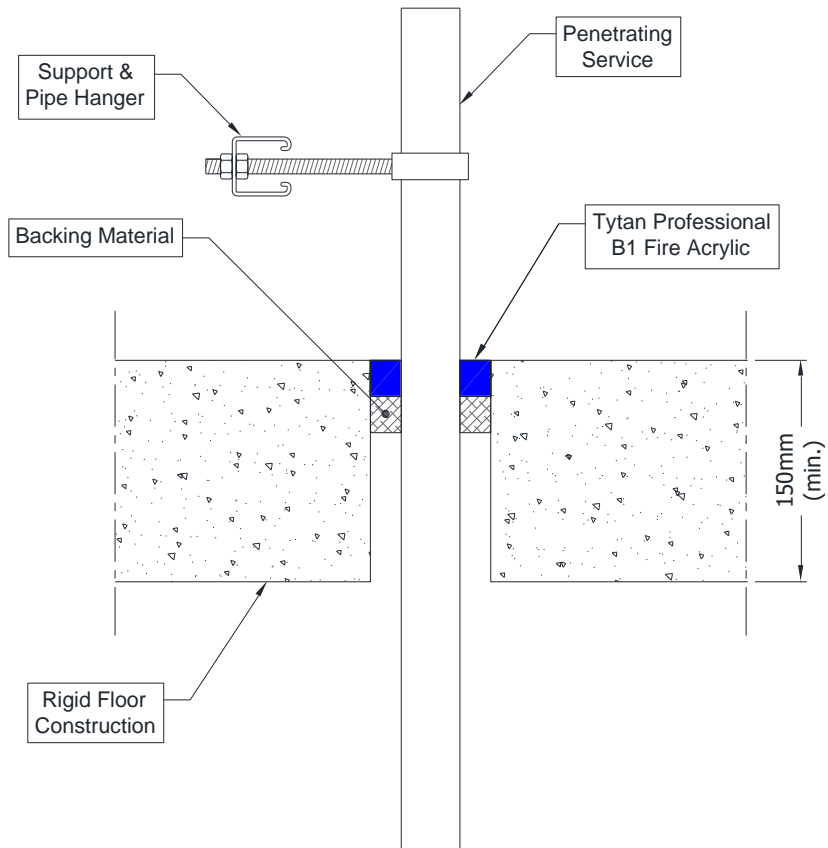 Penetrating
Service
Support &
Pipe Hanger
Tytan Professional
B1 Fire Acrylic
Backing Material
150mm
(min.)
Rigid Floor
Construction